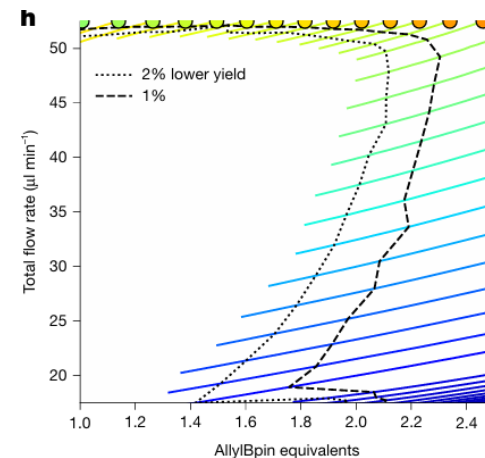 h
2% lower yield
1%
Total flow rate (μl min⁻¹)
50
45
40
35
30
25
20
1.0 1.2 1.4 1.6 1.8 2.0 2.2 2.4
AllylBpin equivalents